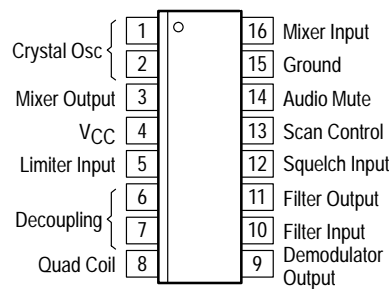 Crystal Osc
1
2
Mixer Output 3
VCC 4
Limiter Input 5
Decoupling
6
7
Quad Coil 8
16 Mixer Input
15 Ground
14 Audio Mute
13 Scan Control
12 Squelch Input
11 Filter Output
10 Filter Input
9 Demodulator
Output